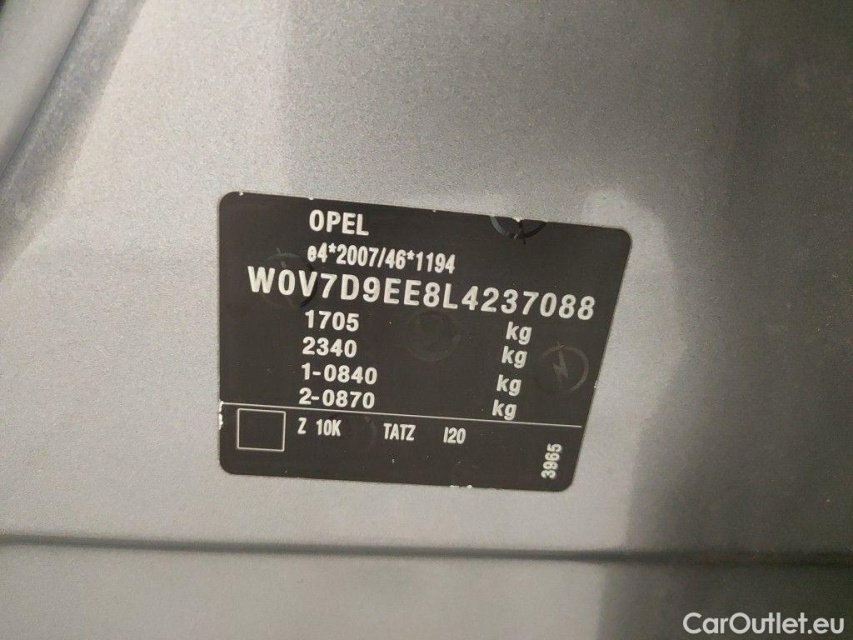 OPEL
e4*2007/46*1194
W0V7D9EE8L4237088
1705 kg
2340 kg
1-0840 kg
2-0870 kg
Z 10K TATZ I20
3965
CarOutlet.eu